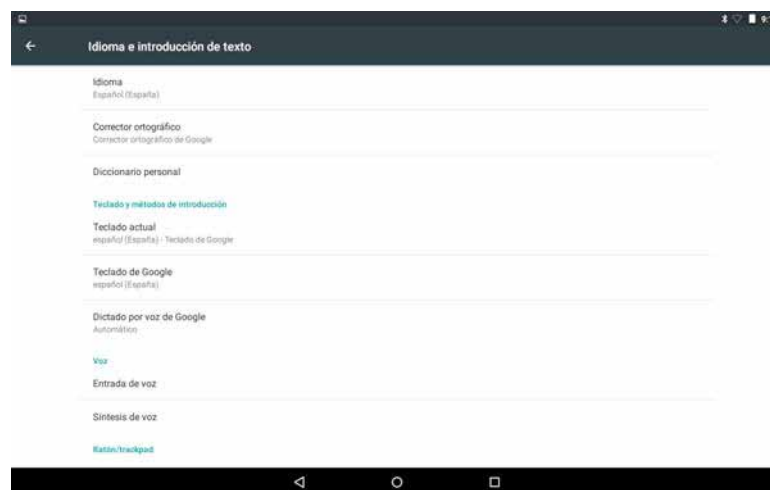 Idioma e introducción de texto
Idioma
Español (España)
Corrector ortográfico
Corrector ortográfico de Google
Diccionario personal
Teclado y métodos de introducción
Teclado actual
español (España) - Teclado de Google
Teclado de Google
español (España)
Dictado por voz de Google
Automático
Voz
Entrada de voz
Síntesis de voz
Ratón/trackpad